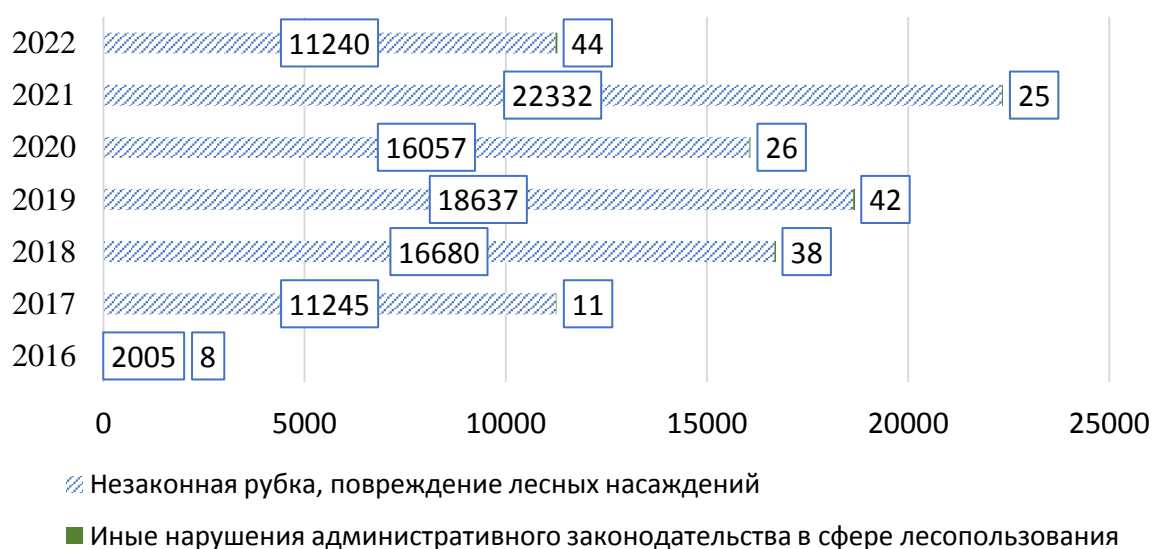 2022 11240 44
2021 22332 25
2020 16057 26
2019 18637 42
2018 16680 38
2017 11245 11
2016 2005 8
0 5000 10000 15000 20000 25000
Незаконная рубка, повреждение лесных насаждений
Иные нарушения административного законодательства в сфере лесопользования